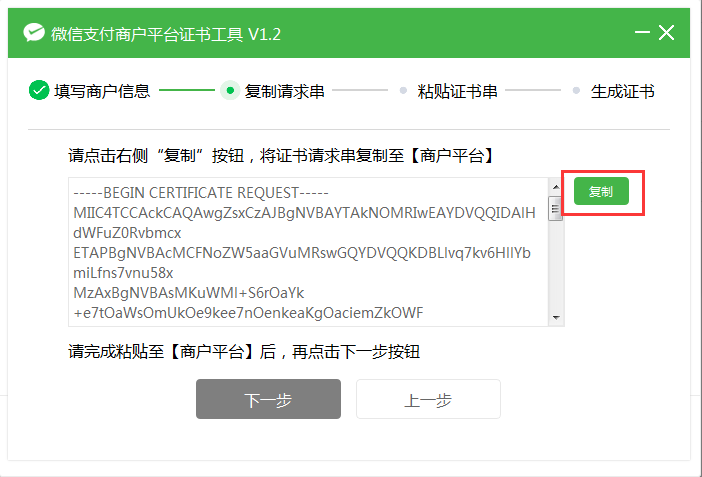 微信支付商户平台证书工具 V1.2
填写商户信息 复制请求串 粘贴证书串 生成证书
请点击右侧“复制”按钮，将证书请求串复制至【商户平台】
-----BEGIN CERTIFICATE REQUEST-----
复制
MIIC4TCCAckCAQAwgZsxCzAJBgNVBAYTAkNOMRIwEAYDVQQIDAlH
dWFuZ0Rvbmcx
ETAPBgNVBAcMCFNoZW5aaGVuMRswGQYDVQQKDBLlvq7kv6HllYb
miLfns7vnu58x
MzAxBgNVBAsMKuWMl+S6rOaYk
+e7tOaWsOmUkOe9kee7nOenkeaKgOaciemZkOWF
请完成粘贴至【商户平台】后，再点击下一步按钮
下一步 上一步